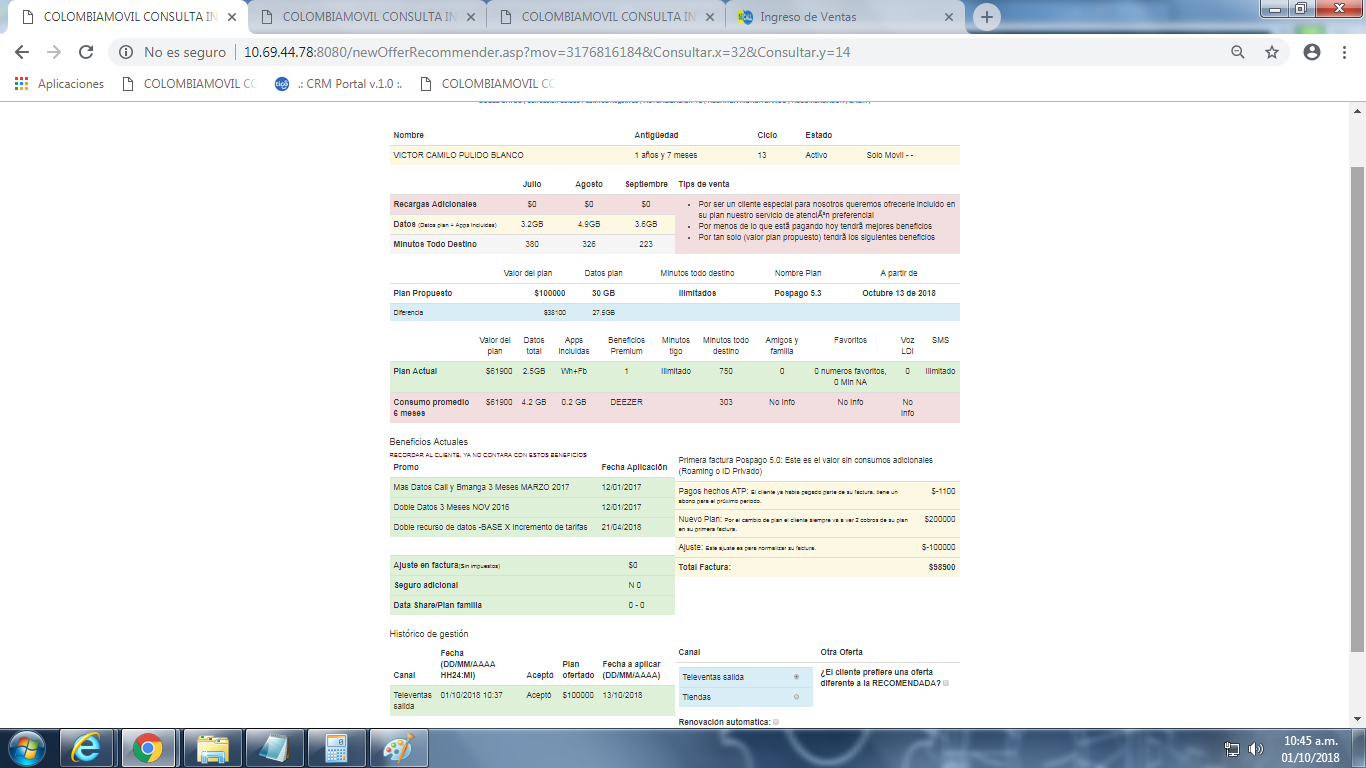 COLOMBIAMOVIL CONSULTA IN
COLOMBIAMOVIL CONSULTA IN
COLOMBIAMOVIL CONSULTA IN
Ingreso de Ventas
No es seguro
10.69.44.78:8080/newOfferRecommender.asp?mov=3176816184&Consultar.x=32&Consultar.y=14
Aplicaciones
COLOMBIAMOVIL CO
.: CRM Portal v.1.0 :.
COLOMBIAMOVIL CO
Nombre Antigüedad Ciclo Estado
VICTOR CAMILO PULIDO BLANCO 1 años y 7 meses 13 Activo Solo Movil - -
Julio Agosto Septiembre
Recargas Adicionales $0 $0 $0
Datos (Datos plan + Apps incluidas) 3.2GB 4.9GB 3.6GB
Minutos Todo Destino 380 326 223
Tips de venta
Por ser un cliente especial para nosotros queremos ofrecerle incluido en
su plan nuestro servicio de atenciÃ³n preferencial
Por menos de lo que está pagando hoy tendrá mejores beneficios
Por tan solo (valor plan propuesto) tendrá los siguientes beneficios
Valor del plan Datos plan Minutos todo destino Nombre Plan A partir de
Plan Propuesto $100000 30 GB Ilimitados Pospago 5.3 Octubre 13 de 2018
Diferencia $38100 27.5GB
Valor del plan Datos total Apps incluidas Beneficios Premium Minutos tigo Minutos todo destino Amigos y familia Favoritos Voz LDI SMS
Plan Actual $61900 2.5GB Wh+Fb 1 Ilimitado 750 0 0 numeros favoritos, 0 Min NA 0 Ilimitado
Consumo promedio 6 meses $61900 4.2 GB 0.2 GB DEEZER 303 No info No info No info
Beneficios Actuales
RECORDAR AL CLIENTE, YA NO CONTARA CON ESTOS BENEFICIOS
Promo Fecha Aplicación
Mas Datos Call y Bmanga 3 Meses MARZO 2017 12/01/2017
Doble Datos 3 Meses NOV 2016 12/01/2017
Doble recurso de datos -BASE X Incremento de tarifas 21/04/2018
Ajuste en factura(Sin impuestos) $0
Seguro adicional N 0
Data Share/Plan familia 0 - 0
Primera factura Pospago 5.0: Este es el valor sin consumos adicionales
(Roaming o ID Privado)
Pagos hechos ATP: El cliente ya había pagado parte de su factura, tiene un $-1100
abono para el próximo periodo.
Nuevo Plan: Por el cambio de plan el cliente siempre va a ver 2 cobros de su plan $200000
en su primera factura.
Ajuste: Este ajuste es para normalizar su factura. $-100000
Total Factura: $98900
Histórico de gestión
Canal Fecha (DD/MM/AAAA HH24:MI) Aceptó Plan ofertado Fecha a aplicar (DD/MM/AAAA)
Televentas salida 01/10/2018 10:37 Aceptó $100000 13/10/2018
Canal Otra Oferta
Televentas salida
Tiendas
¿El cliente prefiere una oferta
diferente a la RECOMENDADA?
Renovación automatica:
10:45 a.m.
01/10/2018